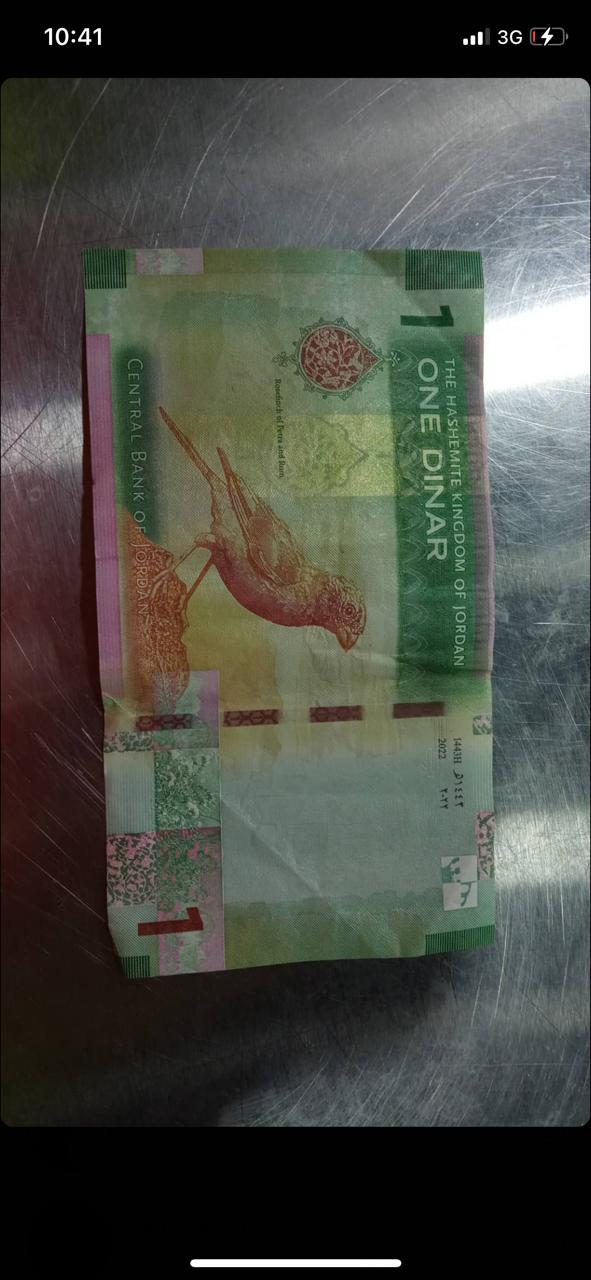 10:41
3G
1
THE HASHEMITE KINGDOM OF JORDAN
ONE DINAR
Rosefinch of Petra and Rum
CENTRAL BANK OF JORDAN
1443H ١٤٤٣هـ
2022 ٢٠٢٢
1